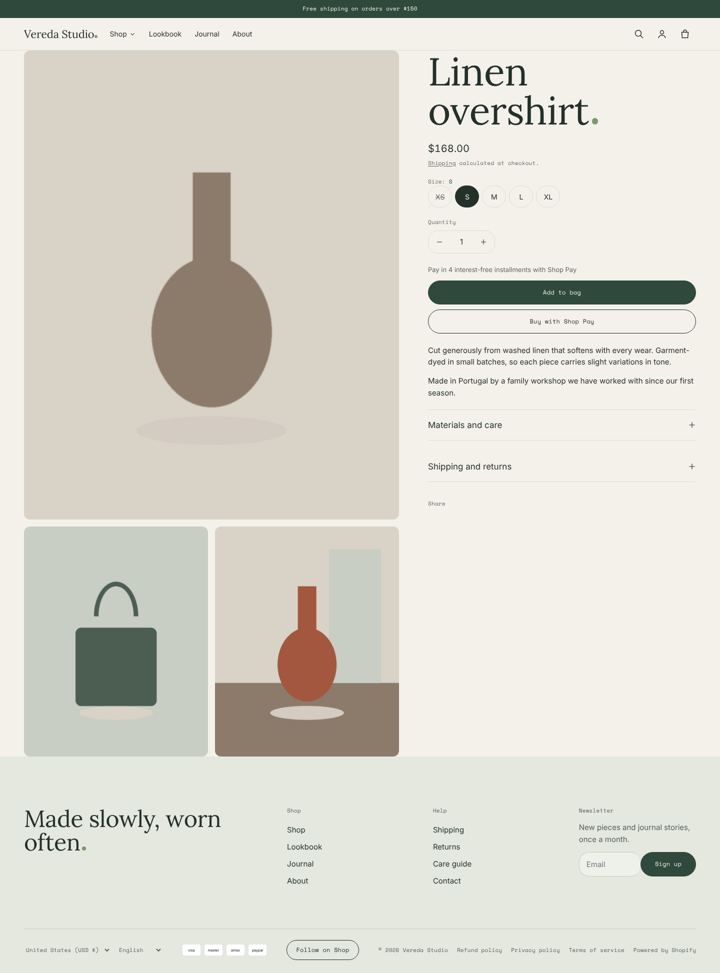 Free shipping on orders over $150
Vereda Studio.
Shop
Lookbook
Journal
About
Linen
overshirt.
$168.00
Shipping calculated at checkout.
Size: S
XS
S
M
L
XL
Quantity
− 1 +
Pay in 4 interest-free installments with Shop Pay
Add to bag
Buy with Shop Pay
Cut generously from washed linen that softens with every wear. Garment-
dyed in small batches, so each piece carries slight variations in tone.
Made in Portugal by a family workshop we have worked with since our first
season.
Materials and care +
Shipping and returns +
Share
Made slowly, worn
often.
Shop
Shop
Lookbook
Journal
About
Help
Shipping
Returns
Care guide
Contact
Newsletter
New pieces and journal stories,
once a month.
Email
Sign up
United States (USD $)
English
visa
master
amex
paypal
Follow on Shop
© 2026 Vereda Studio
Refund policy
Privacy policy
Terms of service
Powered by Shopify